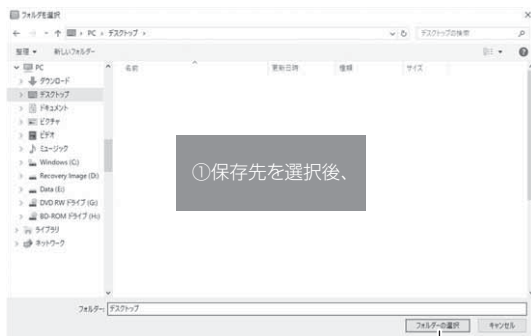 フォルダを選択
PC › デスクトップ ›
デスクトップの検索
整理 ▼ 新しいフォルダー
名前 更新日時 種類 サイズ
PC
ダウンロード
デスクトップ
ドキュメント
ピクチャ
ビデオ
ミュージック
Windows (C:)
Recovery Image (D:)
Data (E:)
DVD RW ドライブ (G:)
BD-ROM ドライブ (H:)
ライブラリ
ネットワーク
①保存先を選択後、
フォルダー: デスクトップ
フォルダーの選択 キャンセル